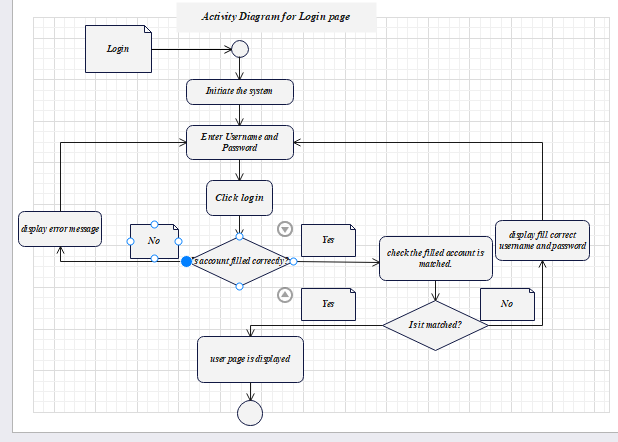 Activity Diagram for Login page
Login
Initiate the system
Enter Username and
Password
Click log in
display error message
No
Yes
s account filled correctly?
check the filled account is
matched.
display fill correct
username and password
Yes
No
Is it matched?
user page is displayed